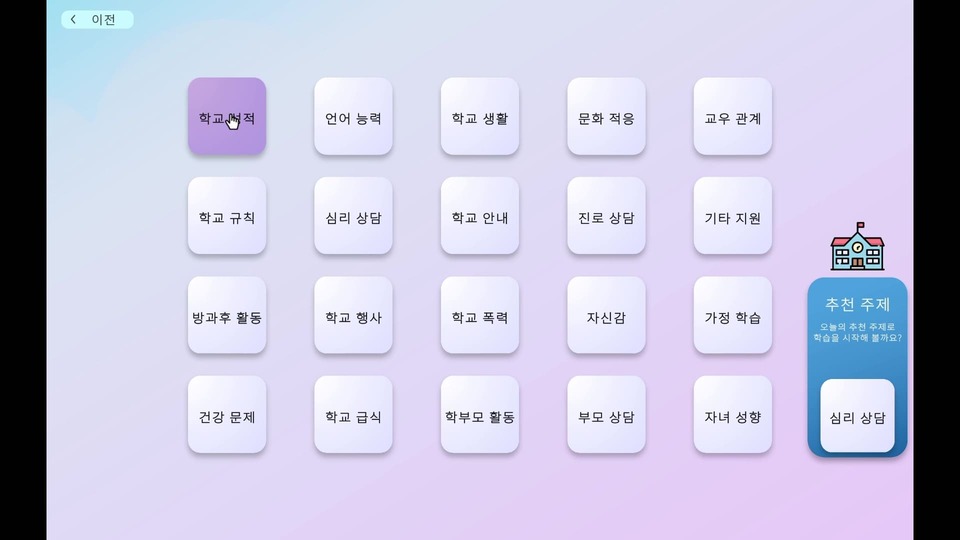 이전
학교 성적
언어 능력
학교 생활
문화 적응
교우 관계
학교 규칙
심리 상담
학교 안내
진로 상담
기타 지원
방과후 활동
학교 행사
학교 폭력
자신감
가정 학습
건강 문제
학교 급식
학부모 활동
부모 상담
자녀 성향
추천 주제
오늘의 추천 주제로
학습을 시작해 볼까요?
심리 상담